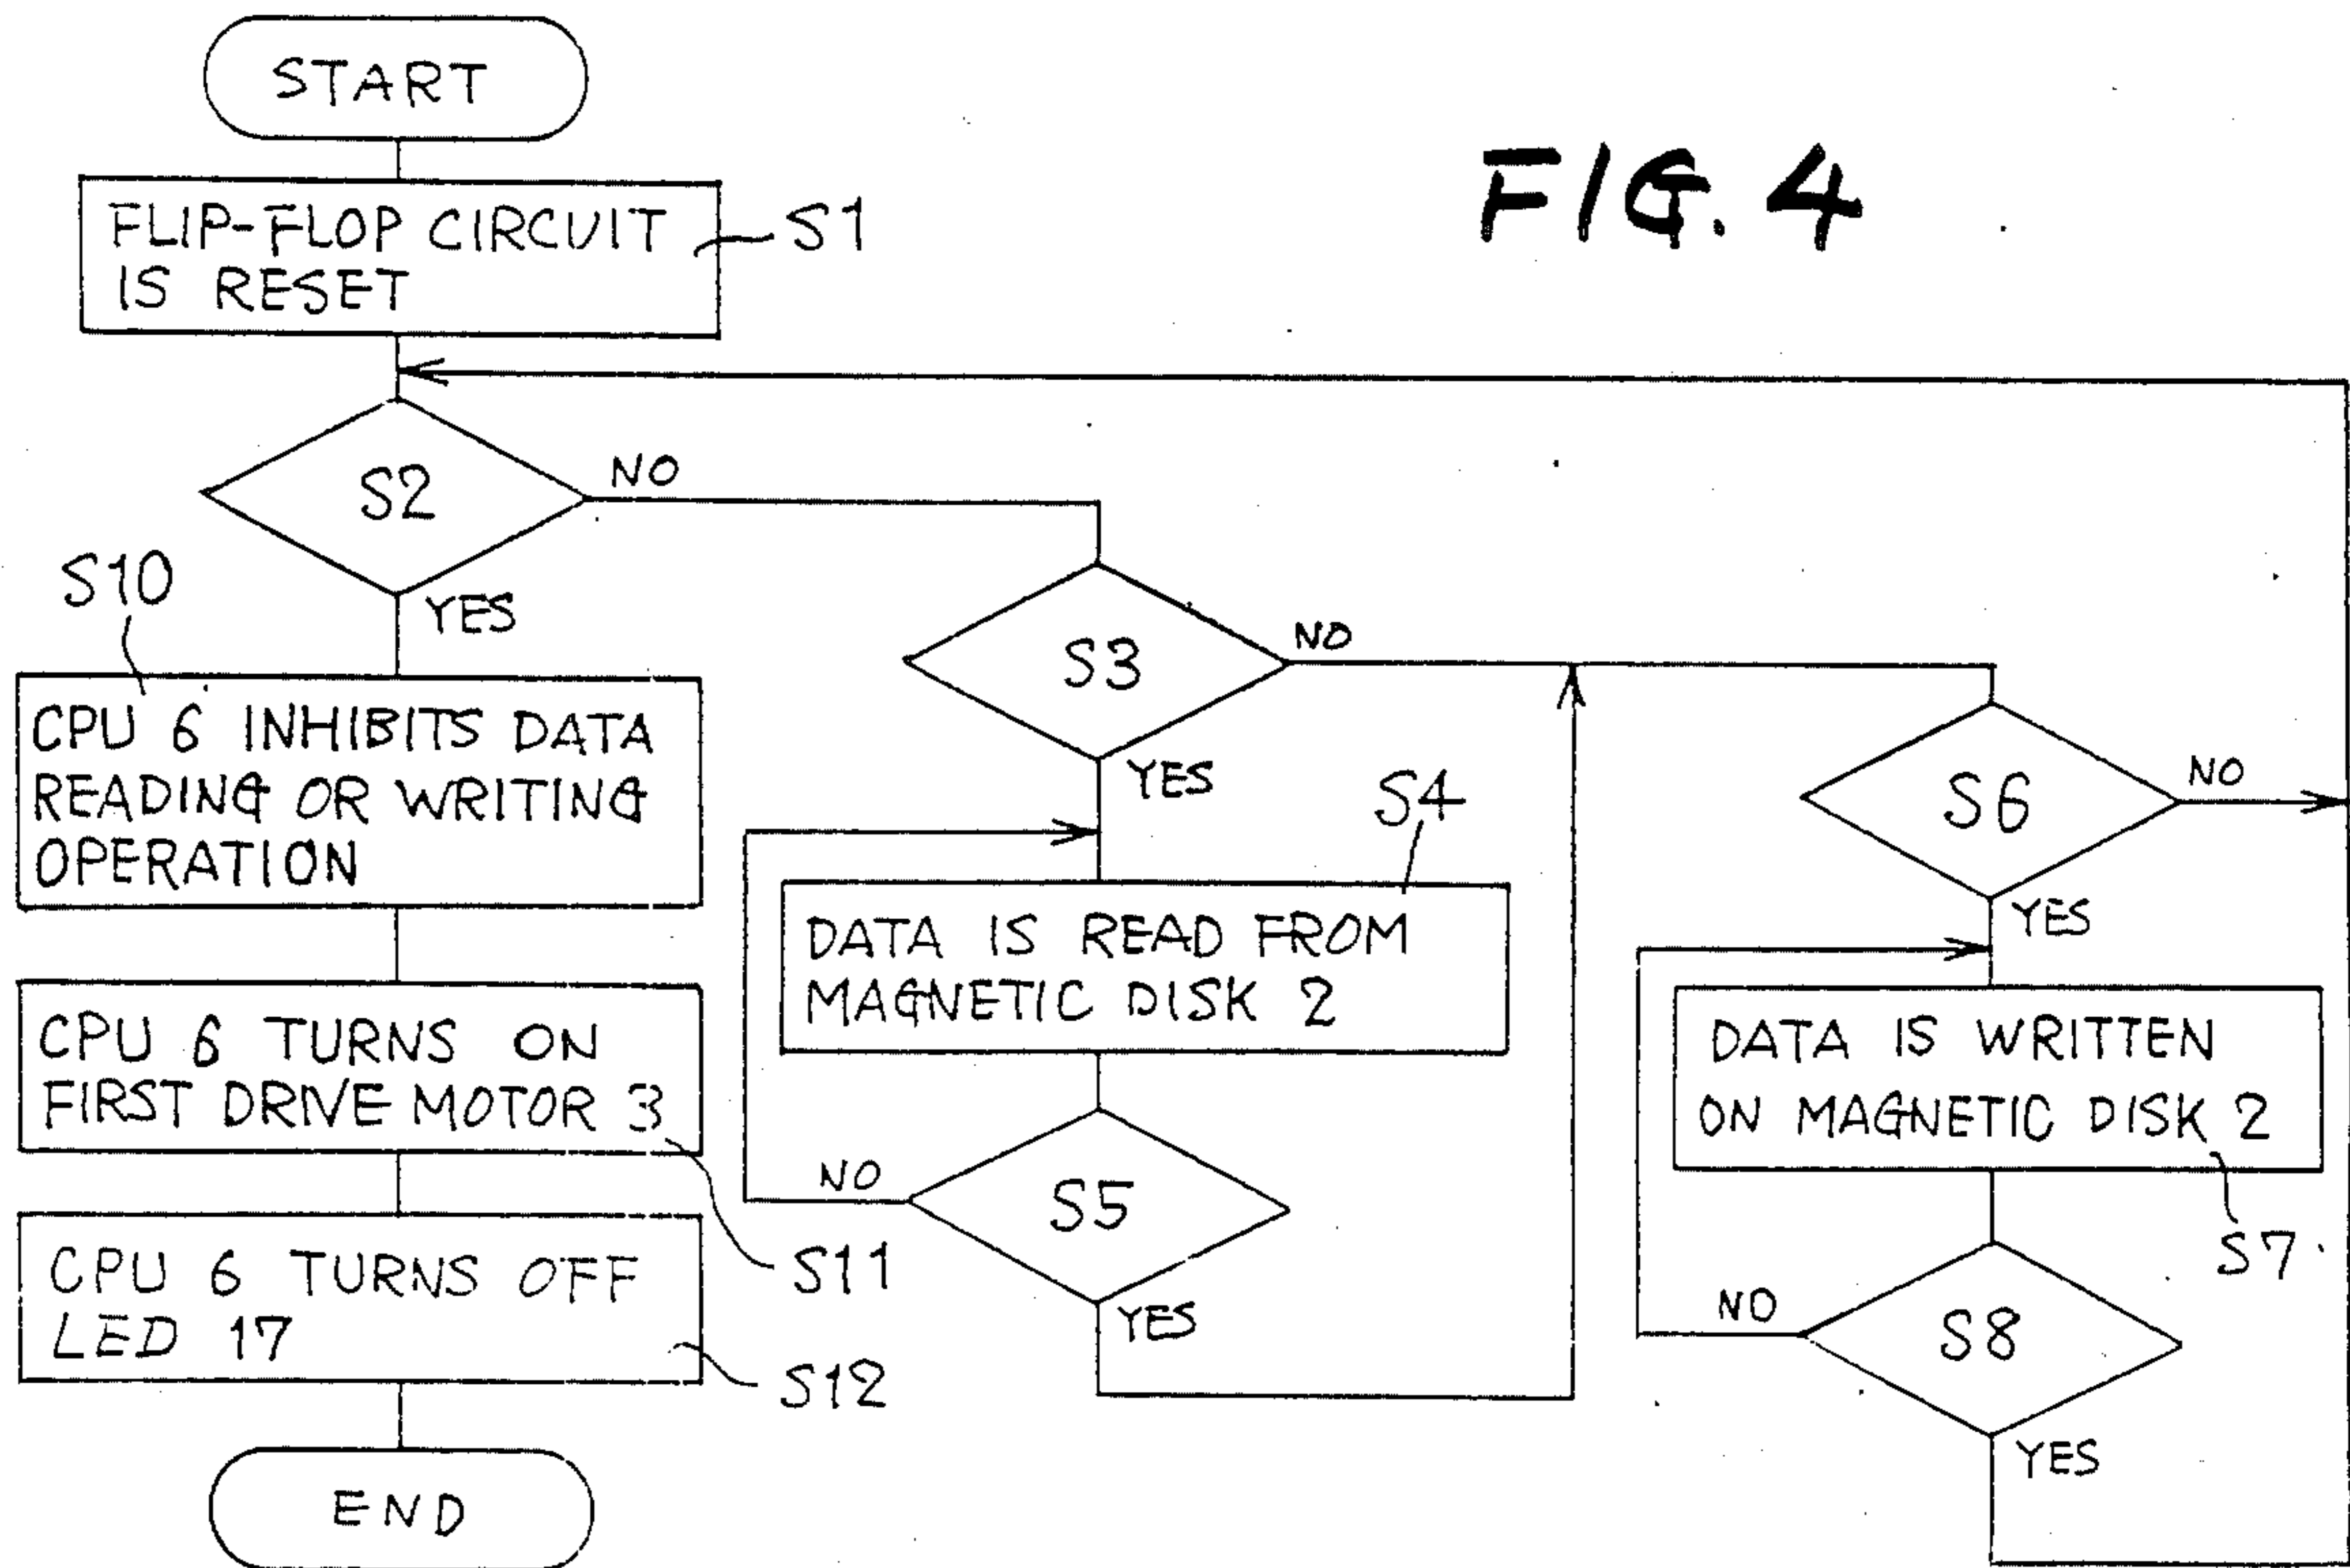 START
FIG. 4
FLIP-FLOP CIRCUIT
IS RESET
S1
S2
NO
YES
S10
CPU 6 INHIBITS DATA
READING OR WRITING
OPERATION
S3
NO
YES
S4
DATA IS READ FROM
MAGNETIC DISK 2
S6
NO
YES
CPU 6 TURNS ON
FIRST DRIVE MOTOR 3
S11
S5
NO
YES
DATA IS WRITTEN
ON MAGNETIC DISK 2
S7
CPU 6 TURNS OFF
LED 17
S12
S8
NO
YES
END